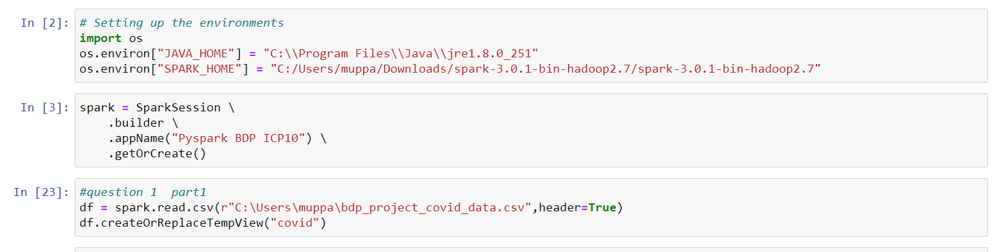 In [2]: # Setting up the environments
import os
os.environ["JAVA_HOME"] = "C:\\Program Files\\Java\\jre1.8.0_251"
os.environ["SPARK_HOME"] = "C:/Users/muppa/Downloads/spark-3.0.1-bin-hadoop2.7/spark-3.0.1-bin-hadoop2.7"
In [3]: spark = SparkSession \
    .builder \
    .appName("Pyspark BDP ICP10") \
    .getOrCreate()
In [23]: #question 1  part1
df = spark.read.csv(r"C:\Users\muppa\bdp_project_covid_data.csv",header=True)
df.createOrReplaceTempView("covid")